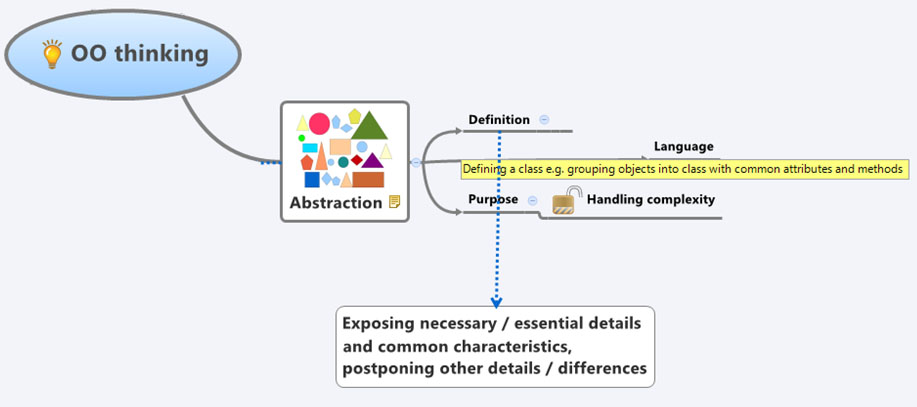 OO thinking
Definition
Language
Defining a class e.g. grouping objects into class with common attributes and methods
Abstraction
Purpose
Handling complexity
Exposing necessary / essential details
and common characteristics,
postponing other details / differences